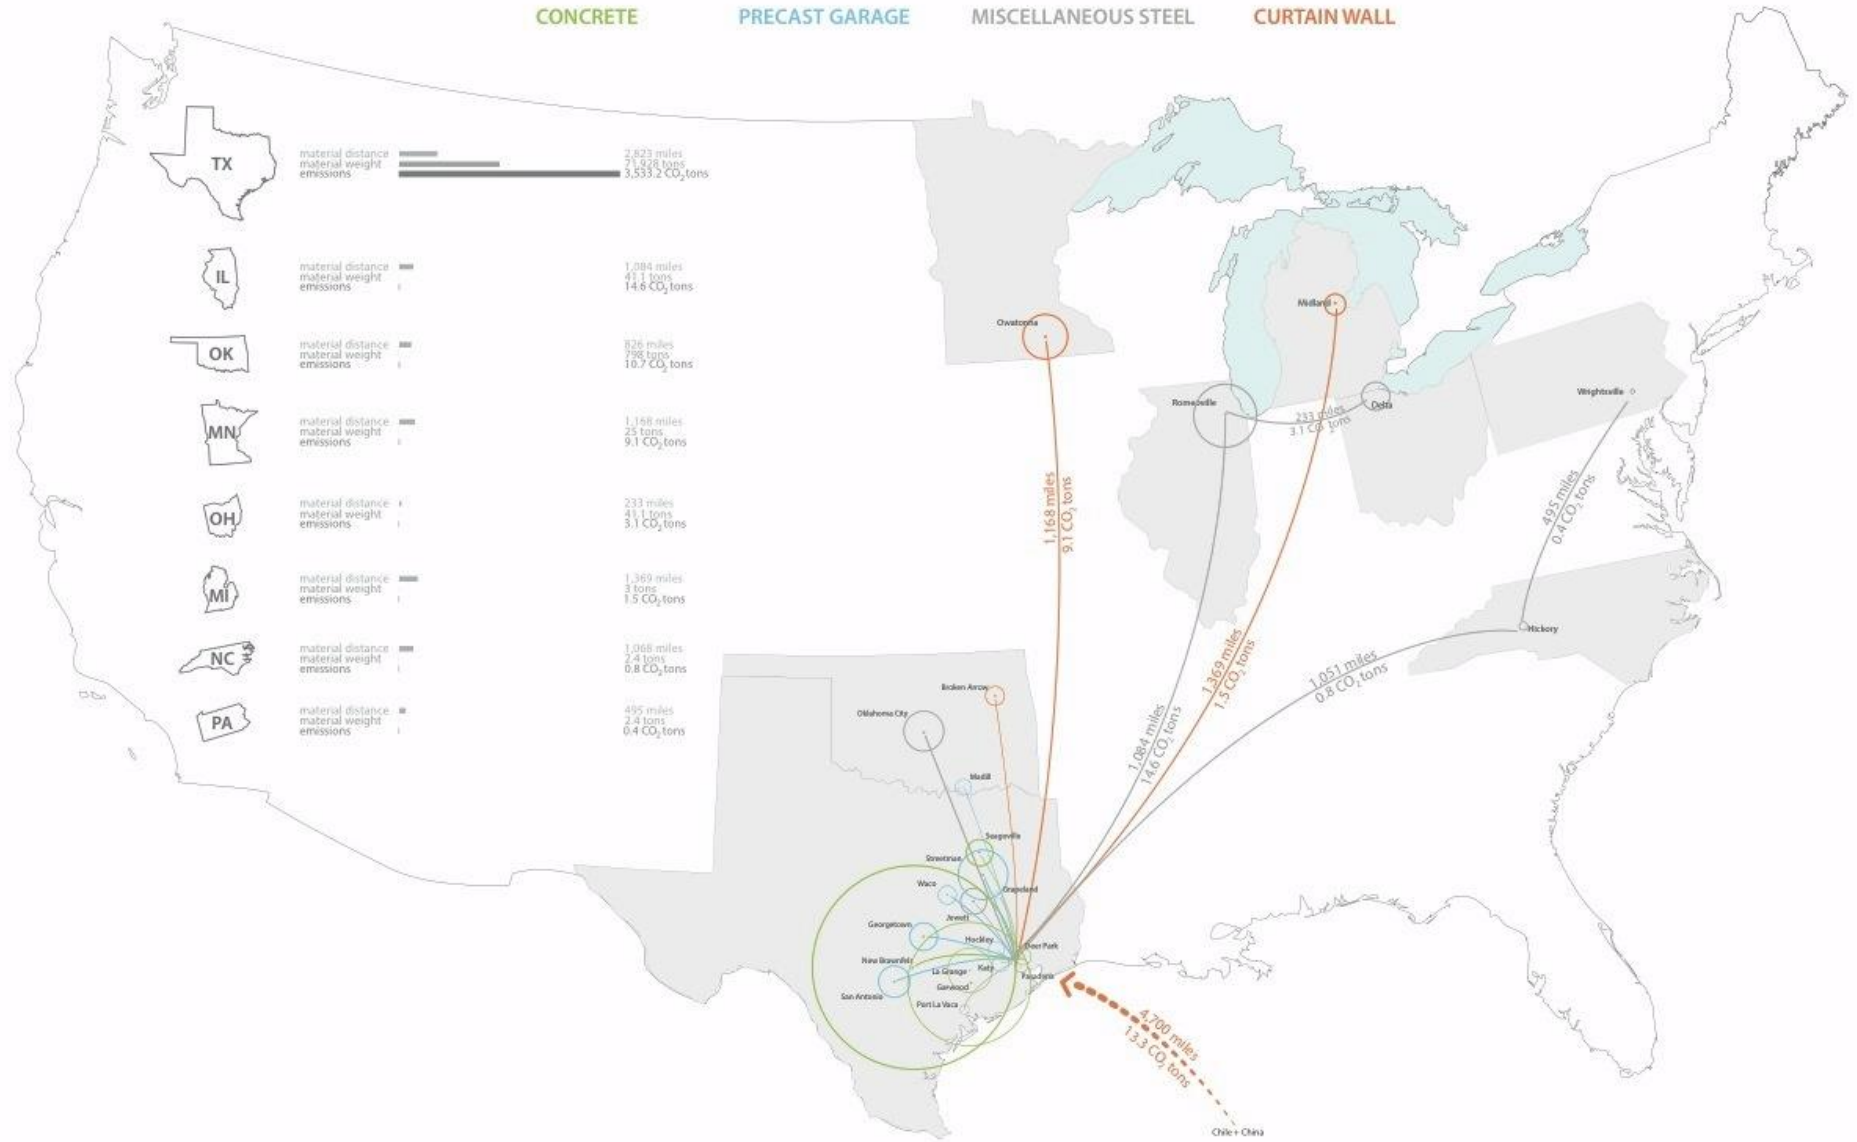 CONCRETE
PRECAST GARAGE
MISCELLANEOUS STEEL
CURTAIN WALL
TX
material distance 2,623 miles
material weight 71,928 tons
emissions 3,533.2 CO2 tons
IL
material distance 1,084 miles
material weight 41.1 tons
emissions 14.6 CO2 tons
OK
material distance 826 miles
material weight 798 tons
emissions 10.7 CO2 tons
MN
material distance 1,168 miles
material weight 25 tons
emissions 9.1 CO2 tons
OH
material distance 233 miles
material weight 41.1 tons
emissions 3.1 CO2 tons
MI
material distance 1,369 miles
material weight 3 tons
emissions 1.5 CO2 tons
NC
material distance 1,068 miles
material weight 2.4 tons
emissions 0.8 CO2 tons
PA
material distance 495 miles
material weight 2.4 tons
emissions 0.4 CO2 tons
Owatonna
Midland
Romeoville
Delta
Wrightsville
Hickory
233 miles
3.1 CO2 tons
495 miles
0.4 CO2 tons
1,168 miles
9.1 CO2 tons
1,369 miles
1.5 CO2 tons
1,051 miles
0.8 CO2 tons
1,084 miles
14.6 CO2 tons
Broken Arrow
Oklahoma City
Madill
Seagoville
Streetman
Waco
Grapeland
Jewett
Georgetown
Hockley
Deer Park
New Braunfels
La Grange
Katy
Pasadena
Garwood
San Antonio
Port La Vaca
4,700 miles
13.3 CO2 tons
Chile + China